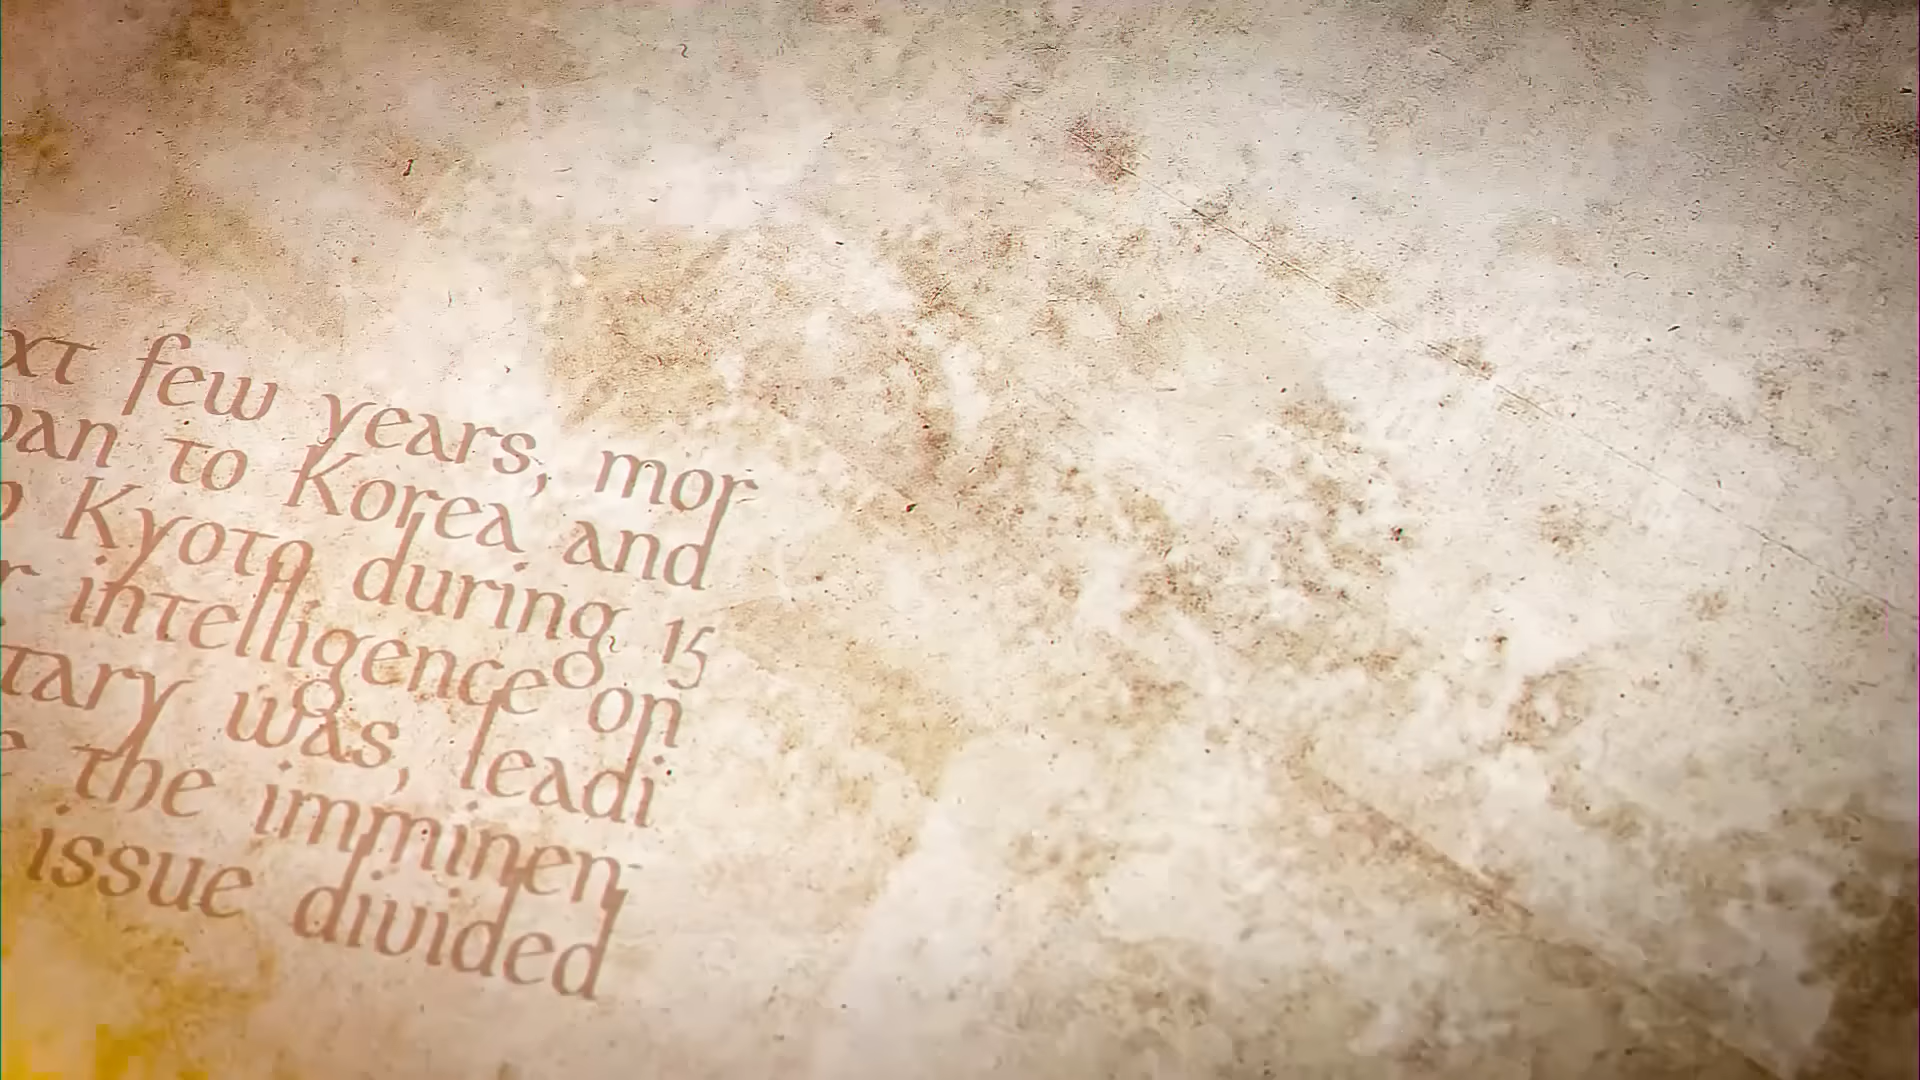 xt few years, mor
pan to Korea and
o Kyoto during 15
r intelligence on
tary was, leadi
e the imminen
issue divided